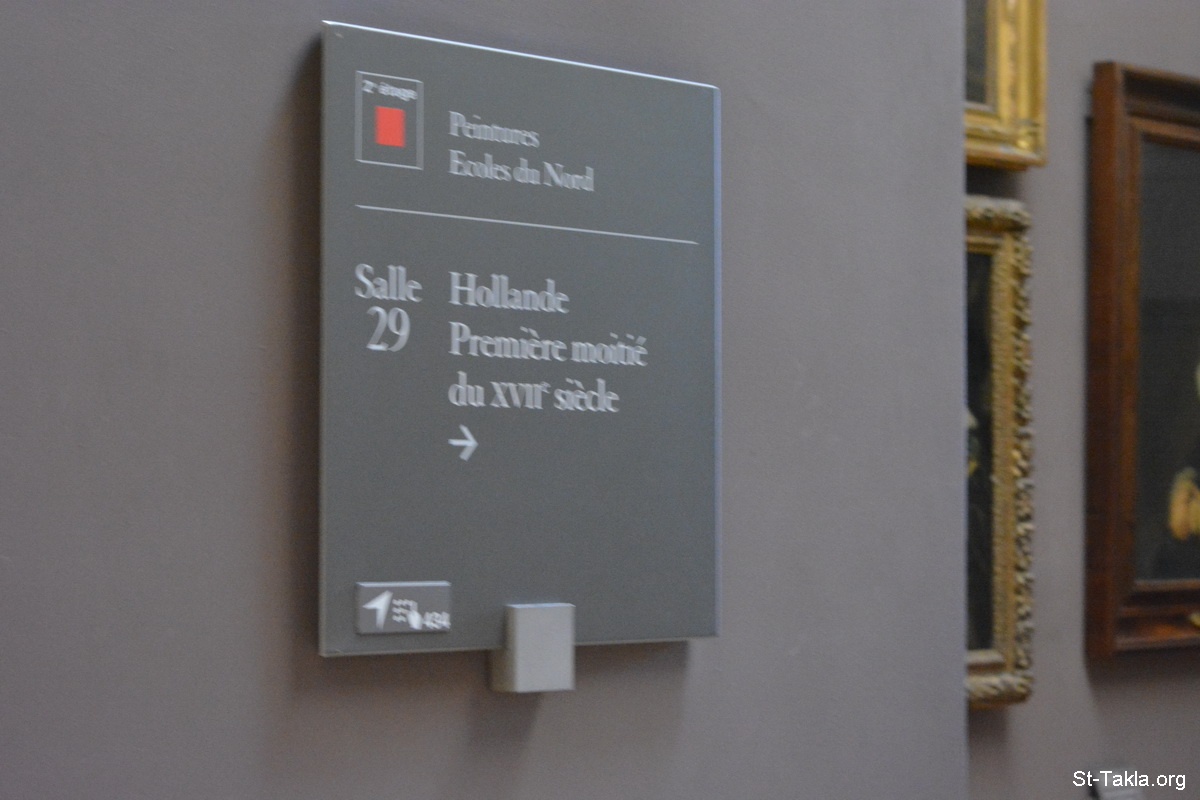 2e étage
Peintures
Ecoles du Nord
Salle
29
Hollande
Première moitié
du XVIIe siècle
→
434
St-Takla.org